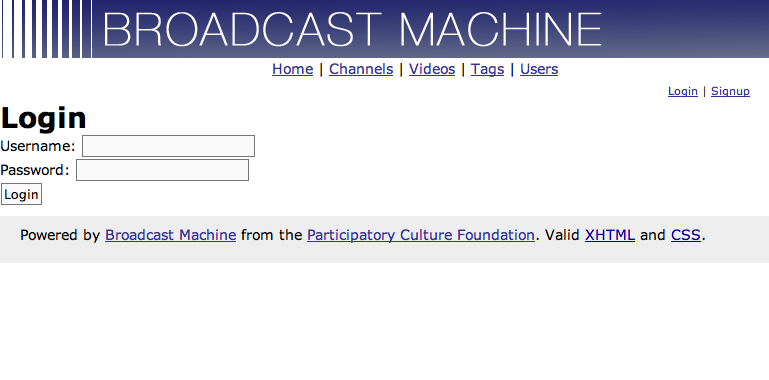 BROADCAST MACHINE
Home | Channels | Videos | Tags | Users
Login | Signup
Login
Username:
Password:
Login
Powered by Broadcast Machine from the Participatory Culture Foundation. Valid XHTML and CSS.